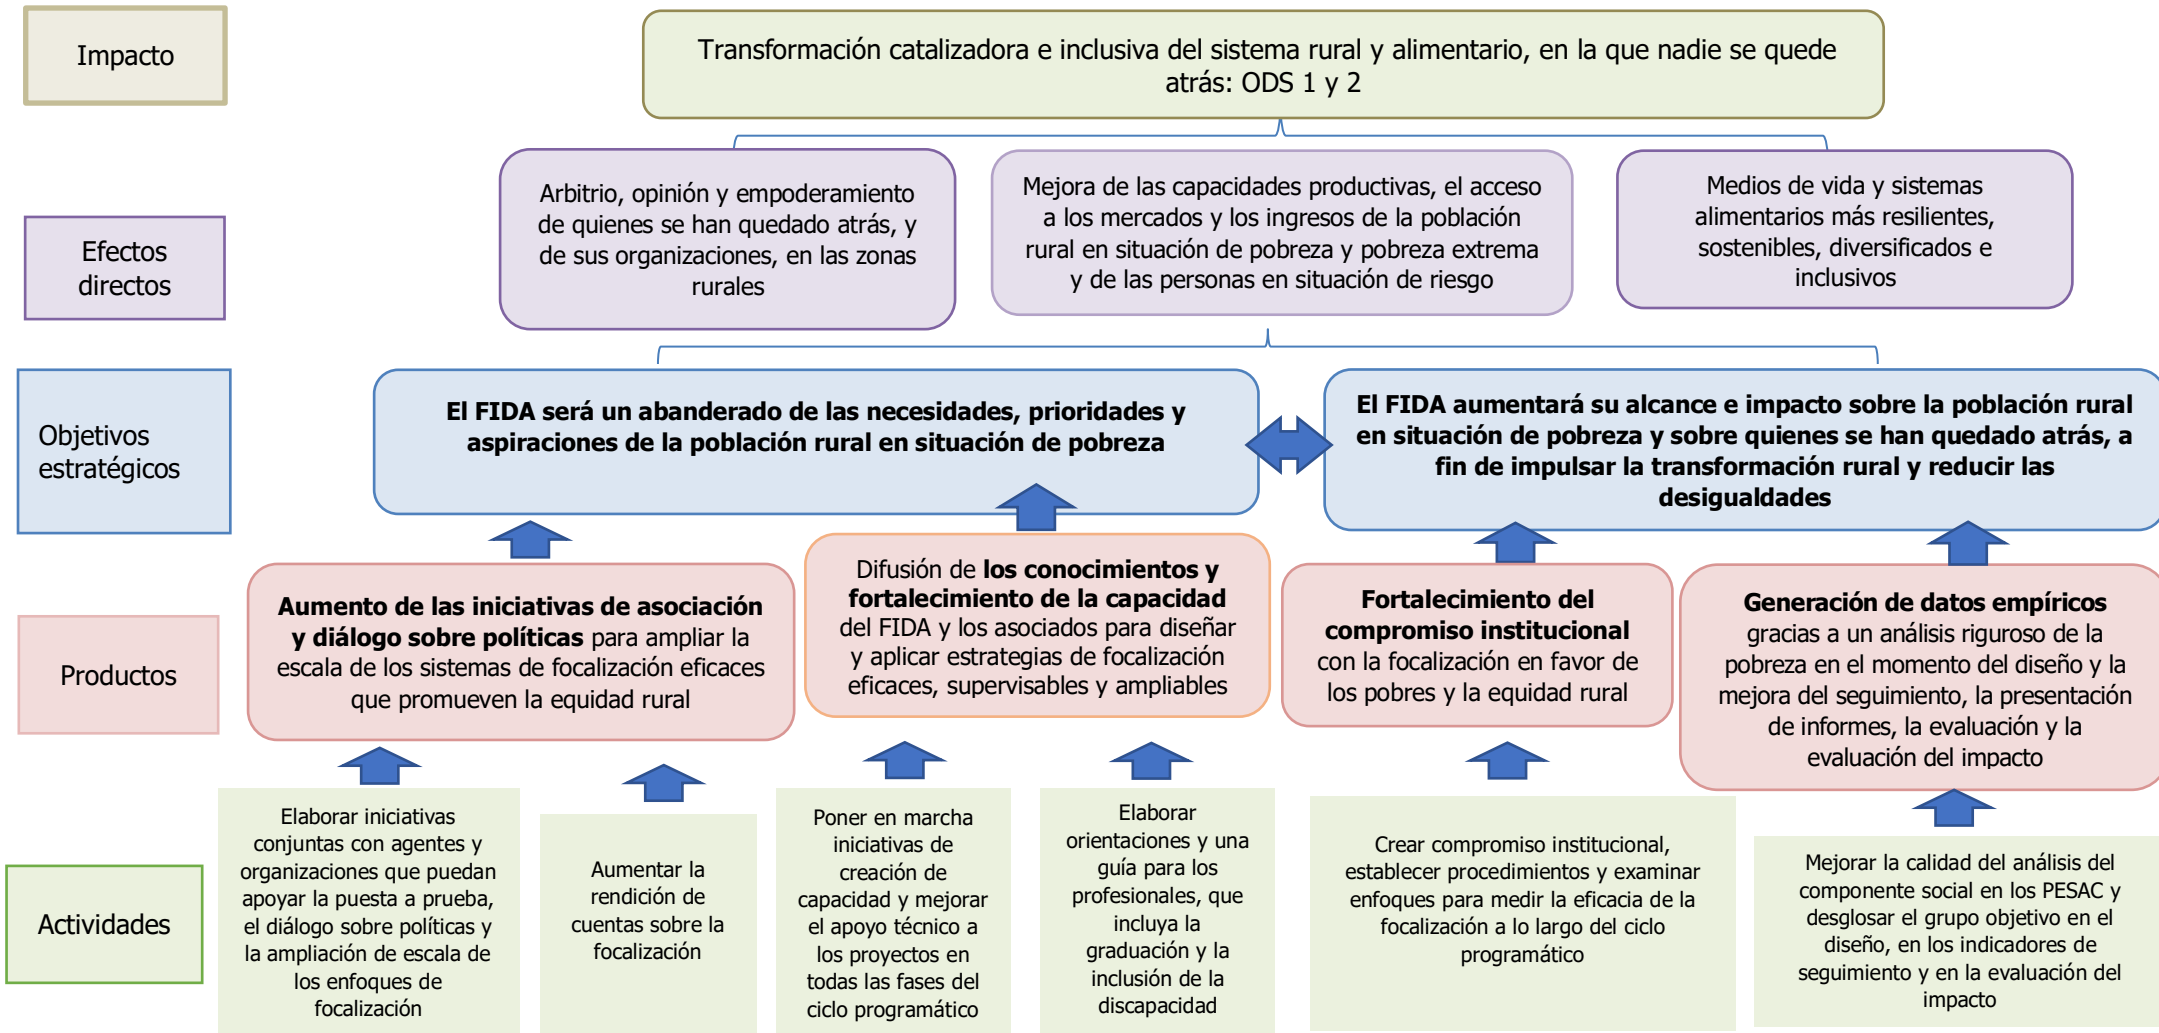 Impacto
Transformación catalizadora e inclusiva del sistema rural y alimentario, en la que nadie se quede
atrás: ODS 1 y 2
Efectos
directos
Arbitrio, opinión y empoderamiento
de quienes se han quedado atrás, y
de sus organizaciones, en las zonas
rurales
Mejora de las capacidades productivas, el acceso
a los mercados y los ingresos de la población
rural en situación de pobreza y pobreza extrema
y de las personas en situación de riesgo
Medios de vida y sistemas
alimentarios más resilientes,
sostenibles, diversificados e
inclusivos
Objetivos
estratégicos
El FIDA será un abanderado de las necesidades, prioridades y
aspiraciones de la población rural en situación de pobreza
El FIDA aumentará su alcance e impacto sobre la población rural
en situación de pobreza y sobre quienes se han quedado atrás, a
fin de impulsar la transformación rural y reducir las
desigualdades
Productos
Aumento de las iniciativas de asociación
y diálogo sobre políticas para ampliar la
escala de los sistemas de focalización eficaces
que promueven la equidad rural
Difusión de los conocimientos y
fortalecimiento de la capacidad
del FIDA y los asociados para diseñar
y aplicar estrategias de focalización
eficaces, supervisables y ampliables
Fortalecimiento del
compromiso institucional
con la focalización en favor de
los pobres y la equidad rural
Generación de datos empíricos
gracias a un análisis riguroso de la
pobreza en el momento del diseño y la
mejora del seguimiento, la presentación
de informes, la evaluación y la
evaluación del impacto
Actividades
Elaborar iniciativas
conjuntas con agentes y
organizaciones que puedan
apoyar la puesta a prueba,
el diálogo sobre políticas y
la ampliación de escala de
los enfoques de
focalización
Aumentar la
rendición de
cuentas sobre la
focalización
Poner en marcha
iniciativas de
creación de
capacidad y mejorar
el apoyo técnico a
los proyectos en
todas las fases del
ciclo programático
Elaborar
orientaciones y una
guía para los
profesionales, que
incluya la
graduación y la
inclusión de la
discapacidad
Crear compromiso institucional,
establecer procedimientos y examinar
enfoques para medir la eficacia de la
focalización a lo largo del ciclo
programático
Mejorar la calidad del análisis del
componente social en los PESAC y
desglosar el grupo objetivo en el
diseño, en los indicadores de
seguimiento y en la evaluación del
impacto